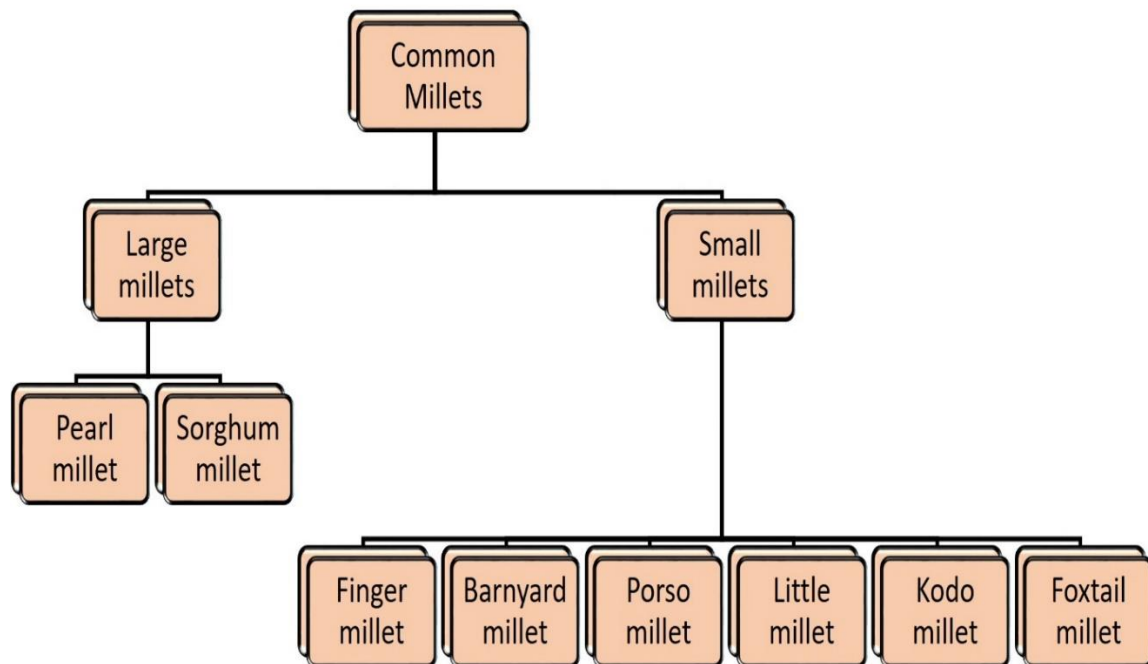 Common
Millets
Large
millets
Small
millets
Pearl
millet
Sorghum
millet
Finger
millet
Barnyard
millet
Porso
millet
Little
millet
Kodo
millet
Foxtail
millet